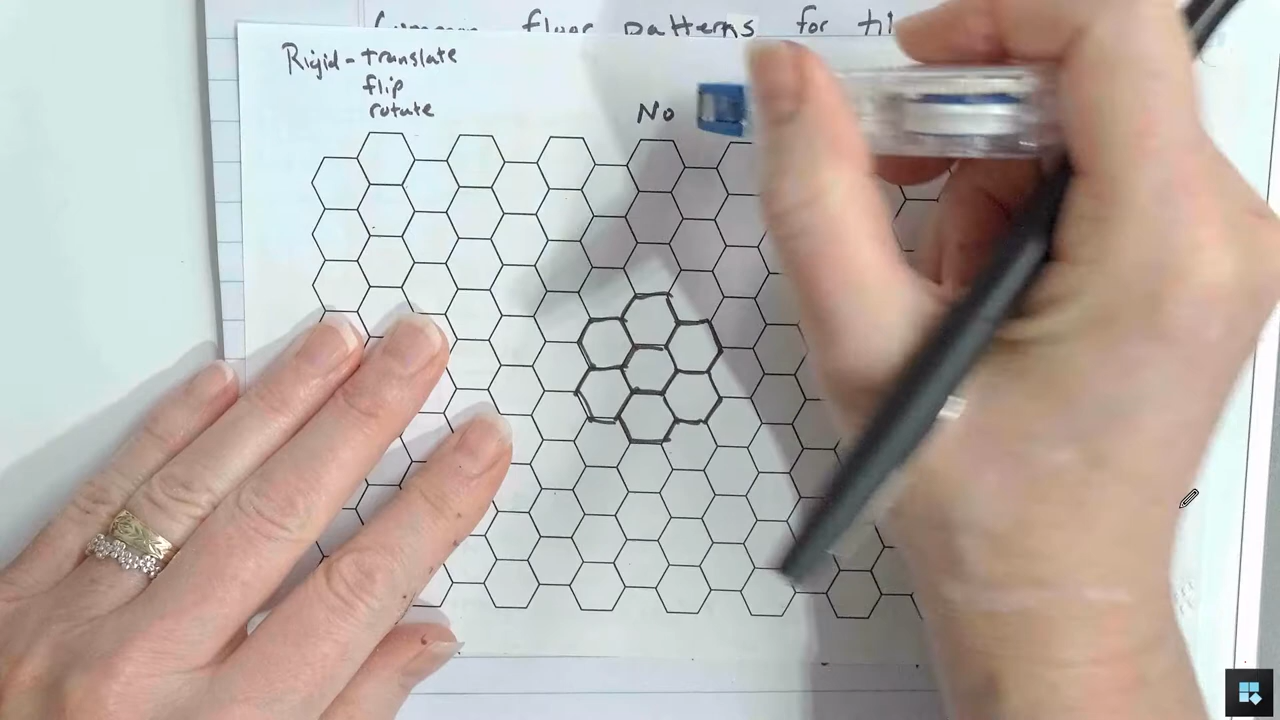 floor patterns for
Rigid = translate
flip
rotate
No